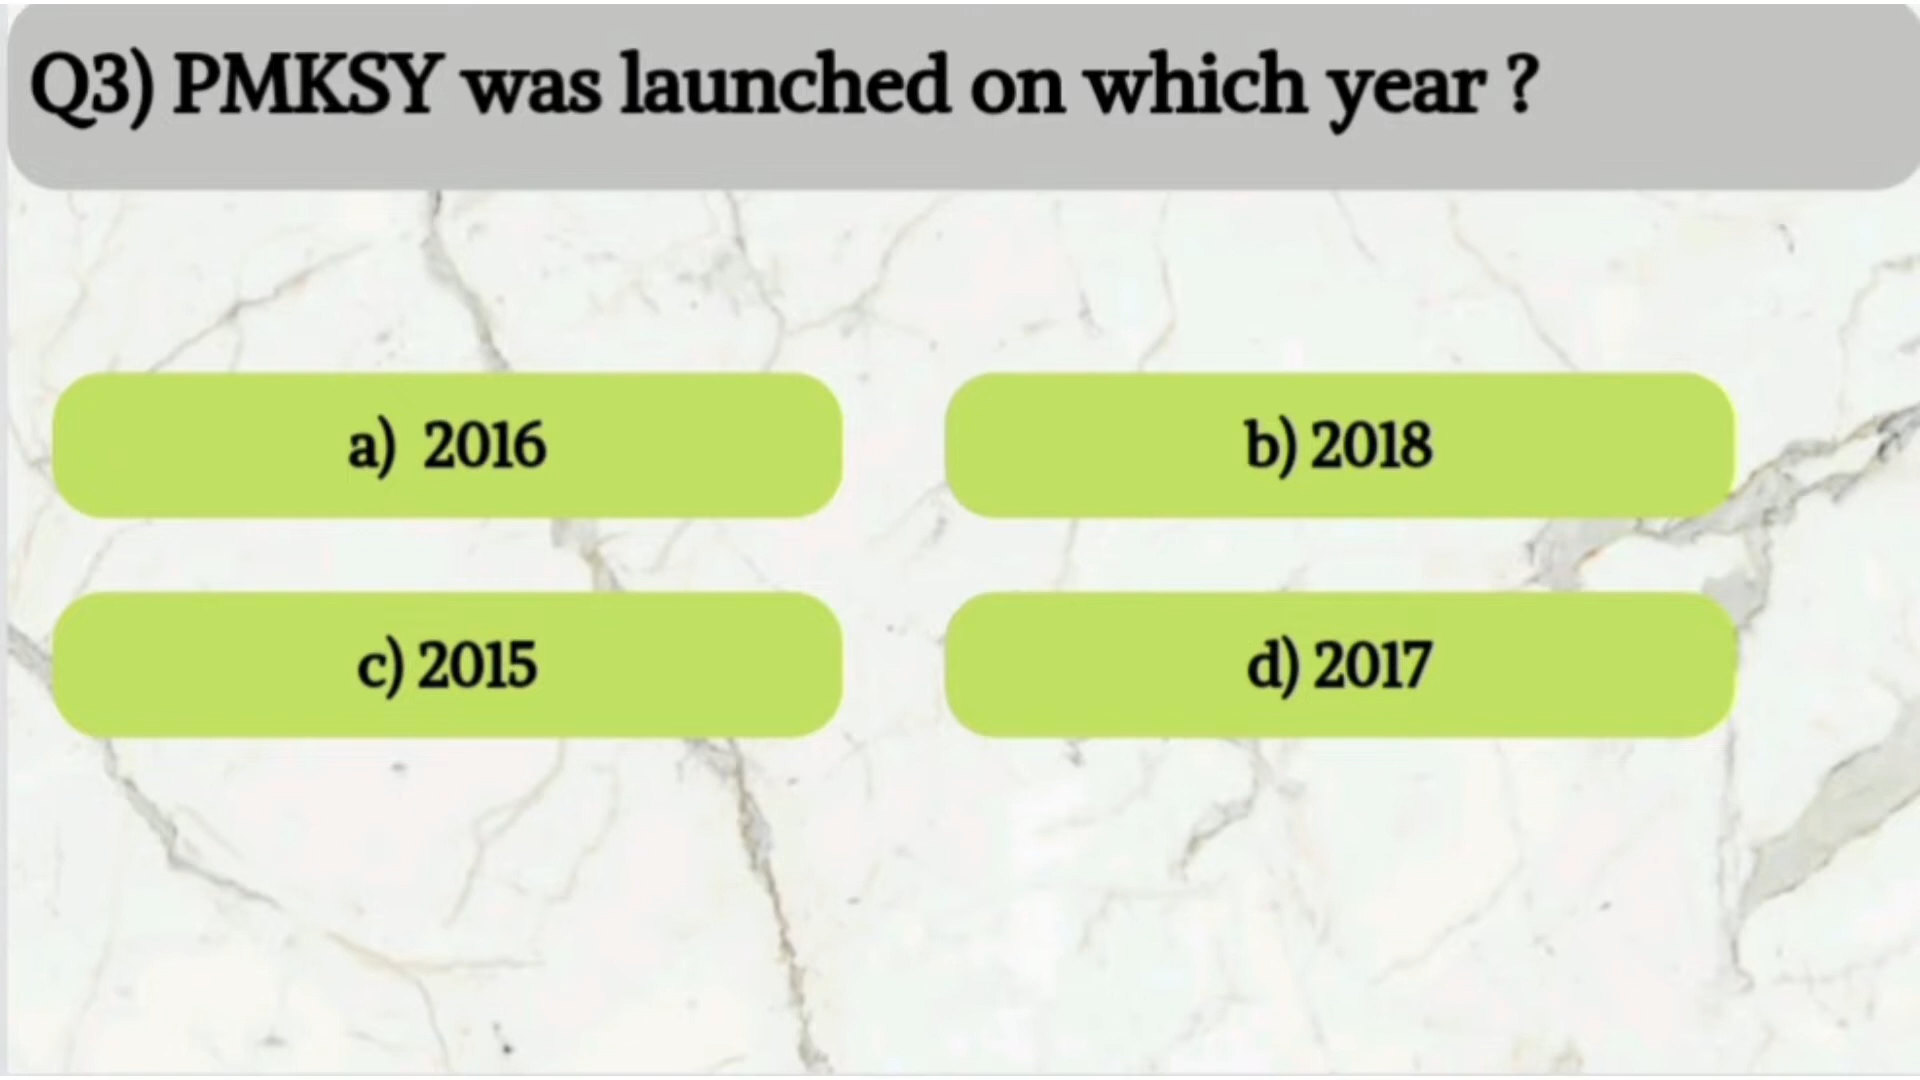 Q3) PMKSY was launched on which year ?
a) 2016
b) 2018
c) 2015
d) 2017